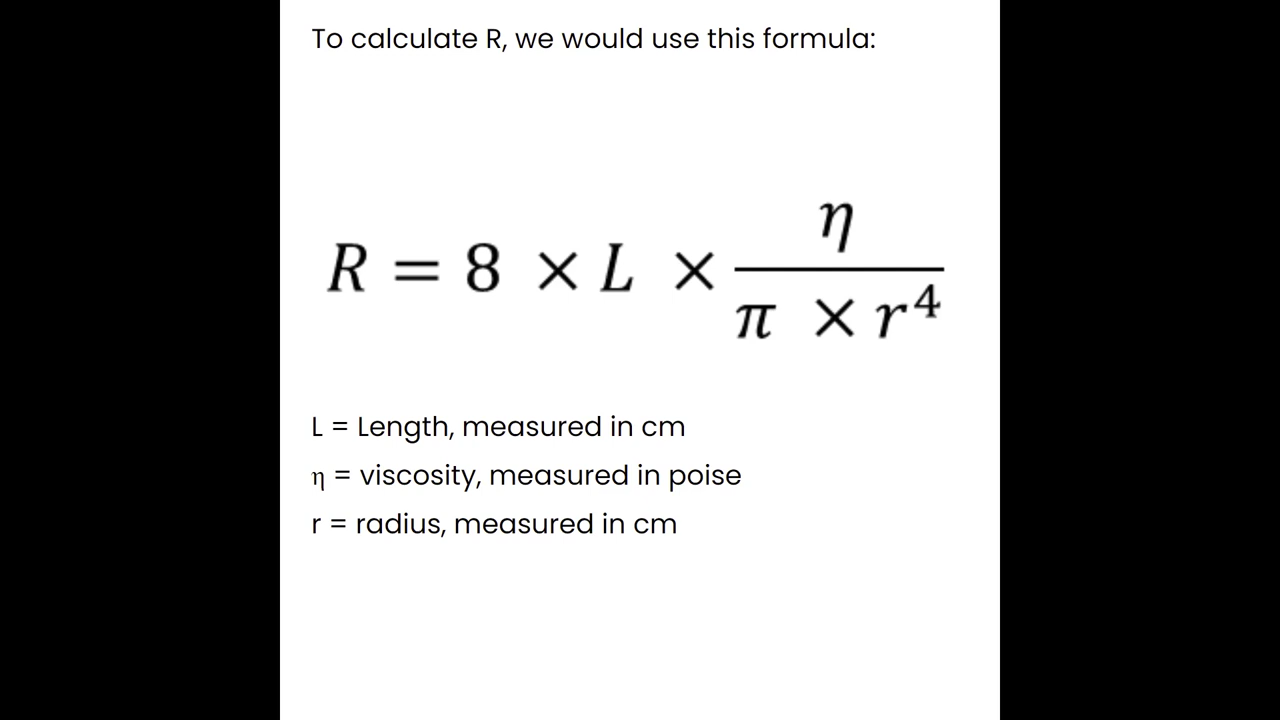 To calculate R, we would use this formula:
R = 8 × L × η / π × r⁴
L = Length, measured in cm
η = viscosity, measured in poise
r = radius, measured in cm